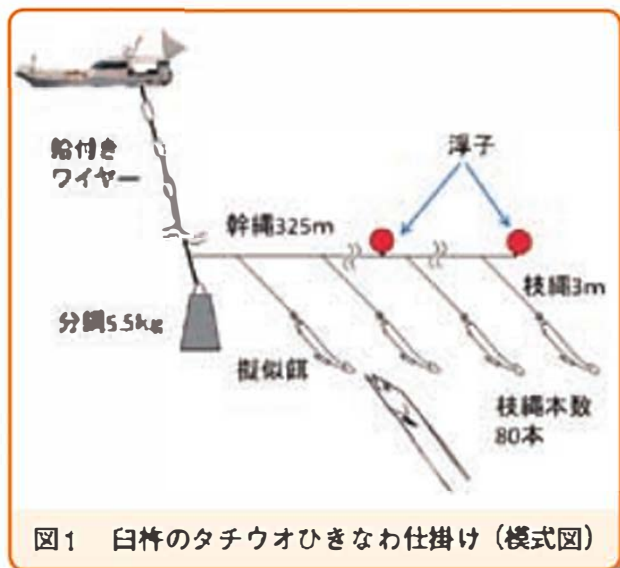 船付き
ワイヤー
浮子
幹縄325m
枝縄3m
分銅5.5kg
擬似餌
枝縄本数
80本
図1 臼杵のタチウオひきなわ仕掛け（模式図）